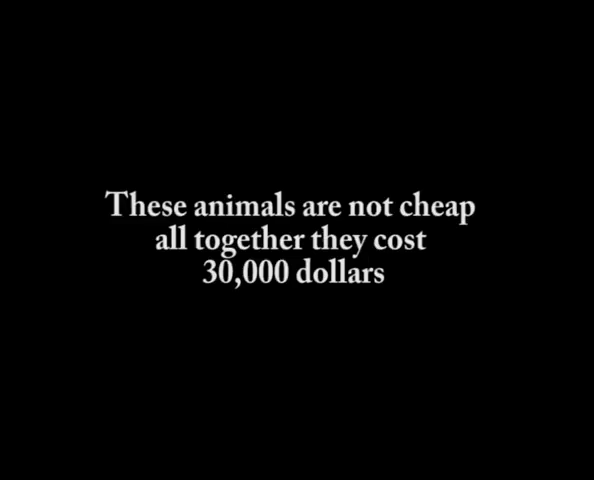 These animals are not cheap
all together they cost
30,000 dollars